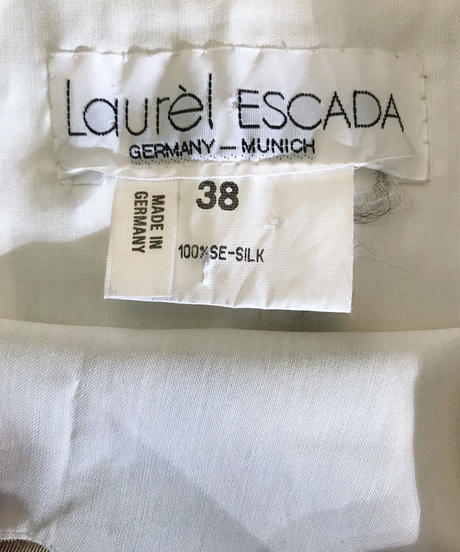 Laurèl ESCADA
GERMANY – MUNICH
38
MADE IN
GERMANY
100%SE-SILK